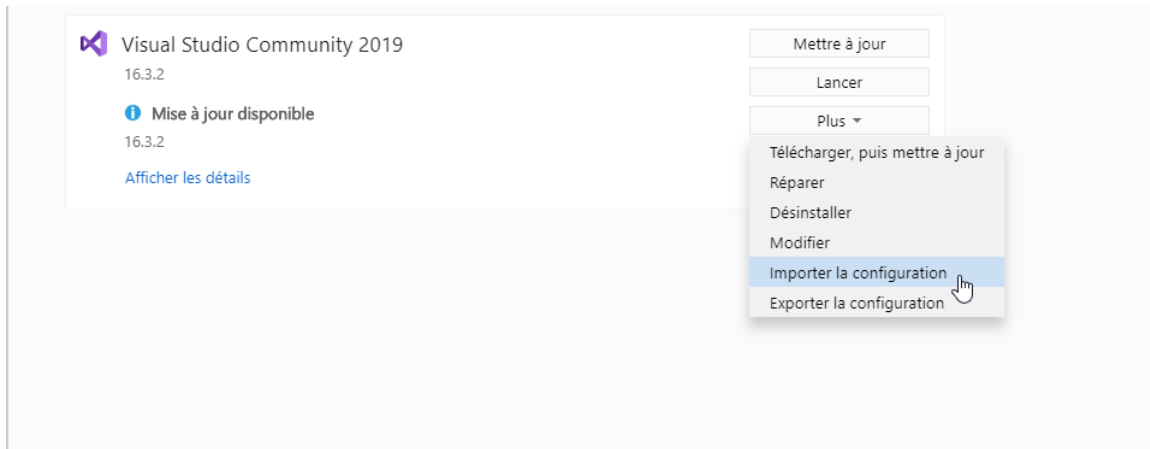 Visual Studio Community 2019
16.3.2
Mise à jour disponible
16.3.2
Afficher les détails
Mettre à jour
Lancer
Plus
Télécharger, puis mettre à jour
Réparer
Désinstaller
Modifier
Importer la configuration
Exporter la configuration